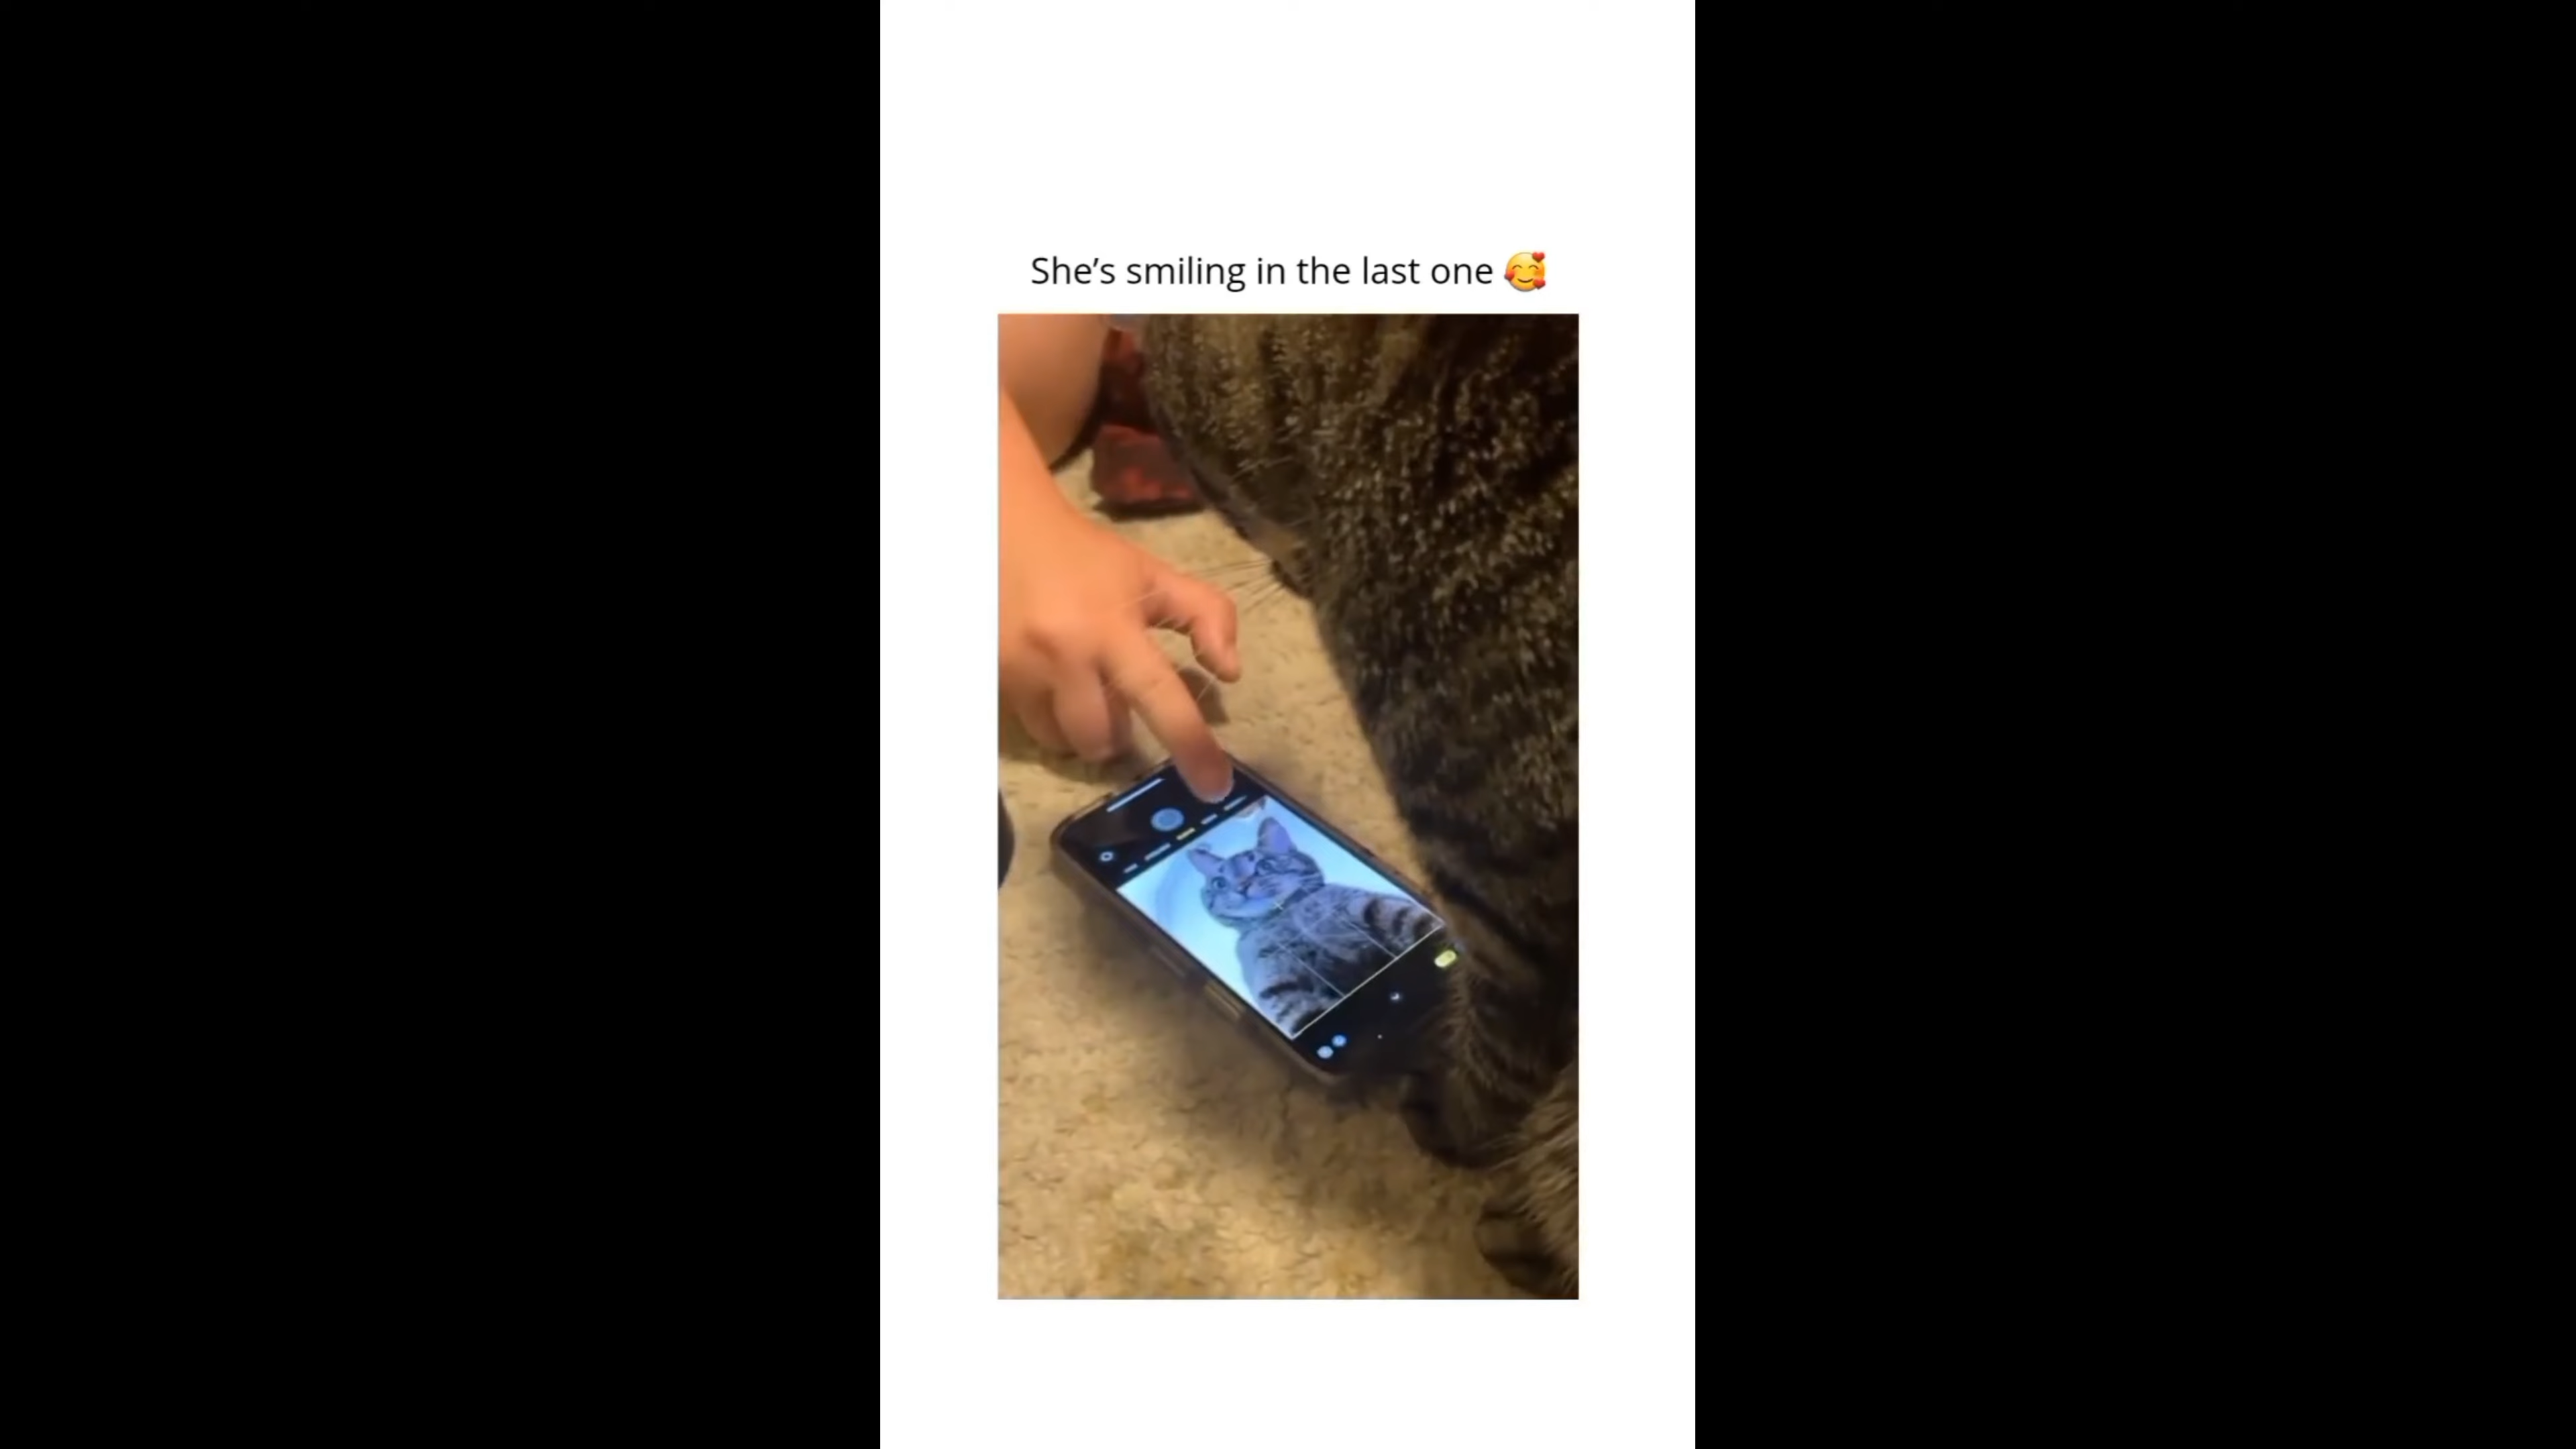 She’s smiling in the last one 🥰